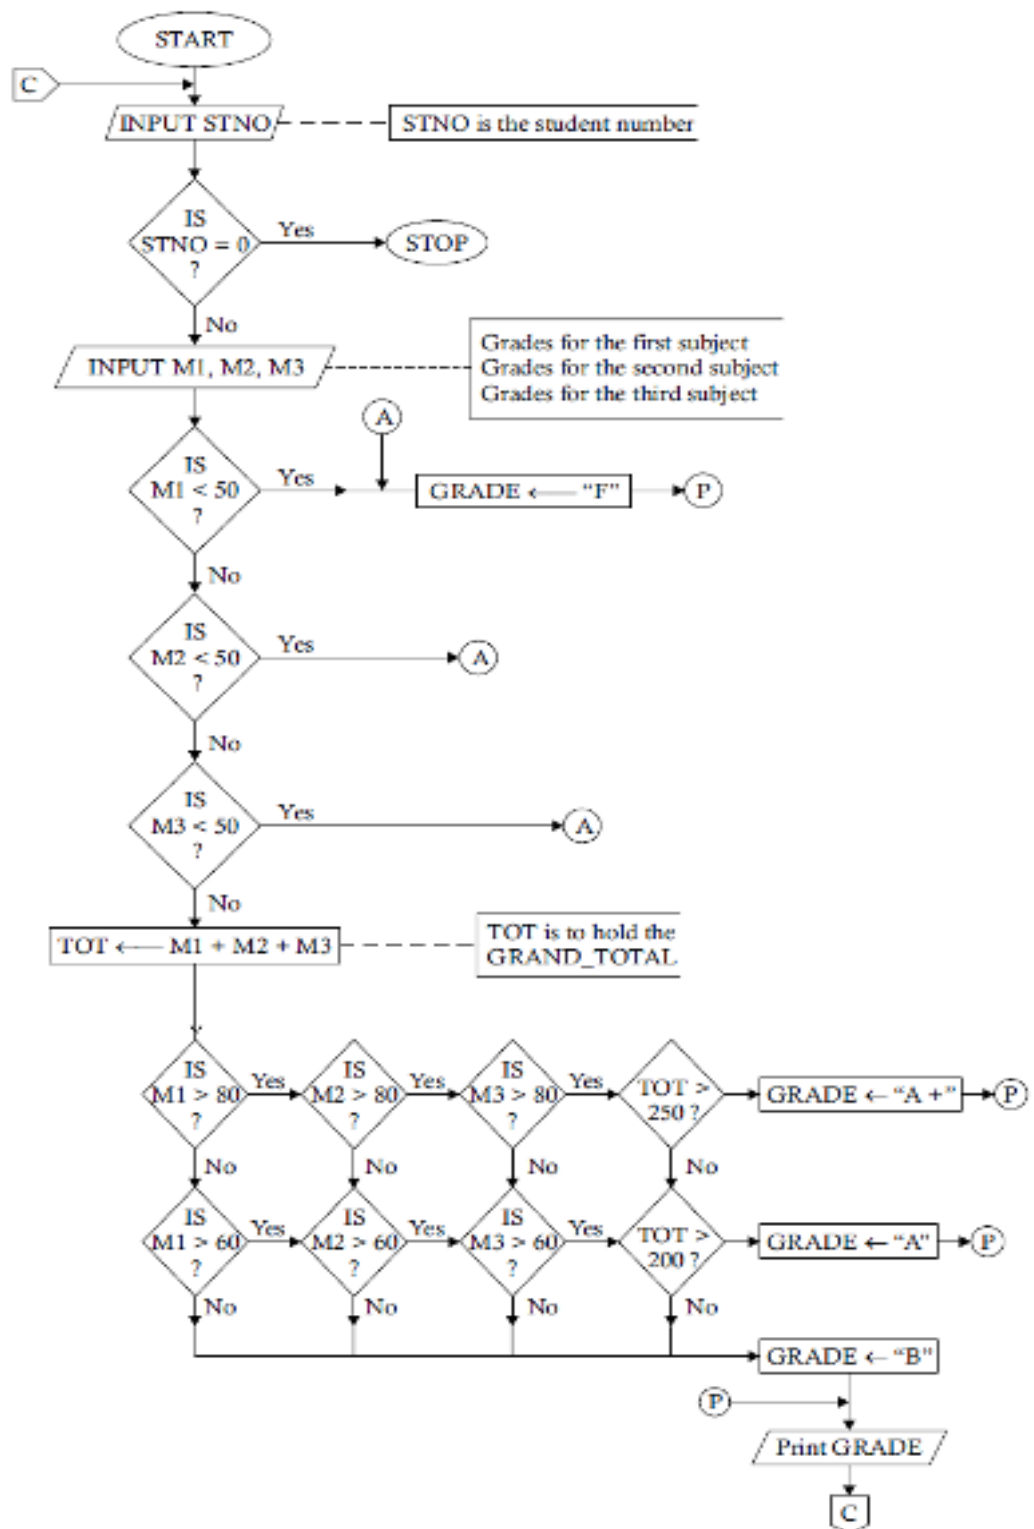 START
C
INPUT STNO
STNO is the student number
IS
STNO = 0
?
Yes
STOP
No
INPUT M1, M2, M3
Grades for the first subject
Grades for the second subject
Grades for the third subject
A
IS
M1 < 50
?
Yes
GRADE ← “F”
P
No
IS
M2 < 50
?
Yes
A
No
IS
M3 < 50
?
Yes
A
No
TOT ← M1 + M2 + M3
TOT is to hold the
GRAND_TOTAL
IS
M1 > 80
?
Yes
IS
M2 > 80
?
Yes
IS
M3 > 80
?
Yes
TOT >
250 ?
GRADE ← “A +”
P
No
No
No
No
IS
M1 > 60
?
Yes
IS
M2 > 60
?
Yes
IS
M3 > 60
?
Yes
TOT >
200 ?
GRADE ← “A”
P
No
No
No
No
GRADE ← “B”
P
Print GRADE
C